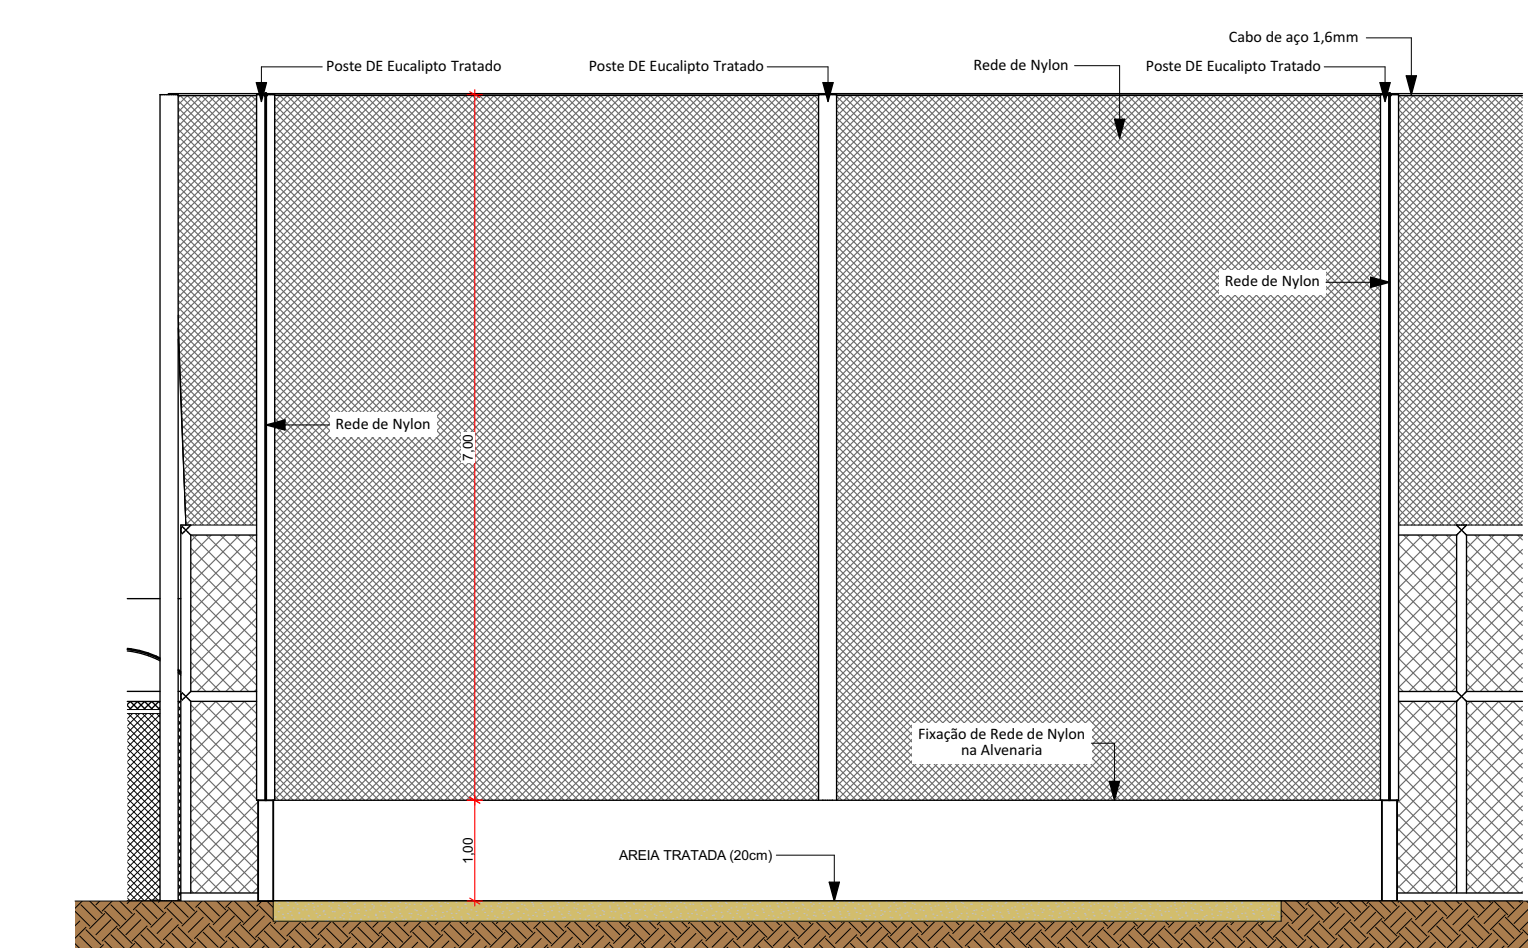 Cabo de aço 1,6mm
Poste DE Eucalipto Tratado
Poste DE Eucalipto Tratado
Rede de Nylon
Poste DE Eucalipto Tratado
Rede de Nylon
Rede de Nylon
7,00
Fixação de Rede de Nylon
na Alvenaria
1,00
AREIA TRATADA (20cm)